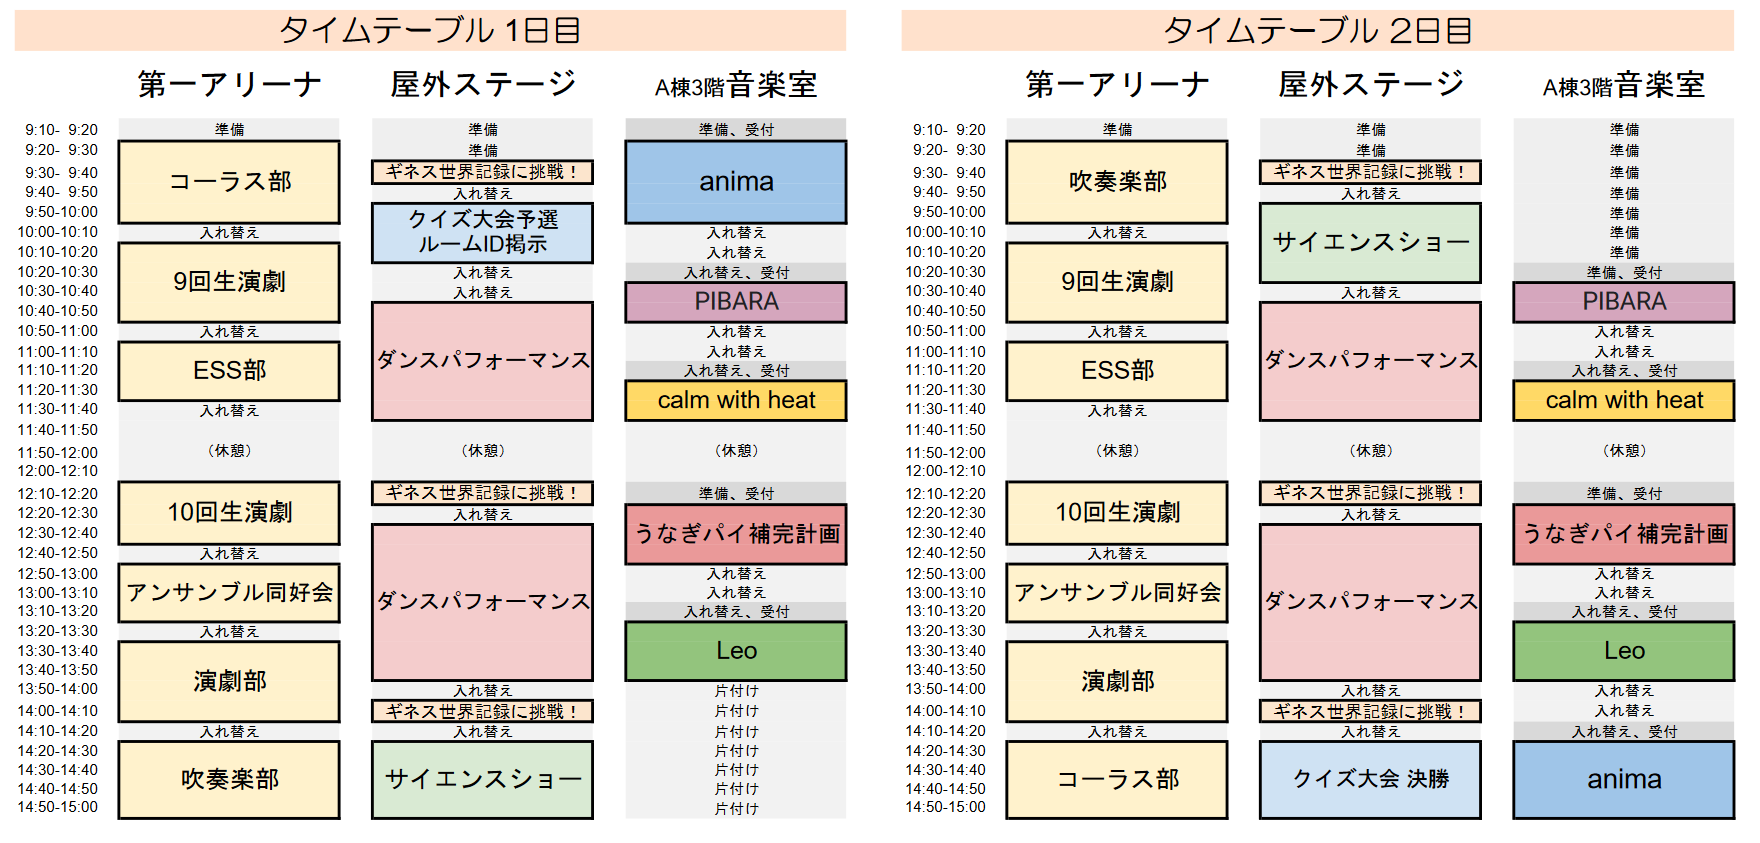 タイムテーブル 1日目
第一アリーナ
屋外ステージ
A棟3階音楽室
9:10- 9:20
9:20- 9:30
9:30- 9:40
9:40- 9:50
9:50-10:00
10:00-10:10
10:10-10:20
10:20-10:30
10:30-10:40
10:40-10:50
10:50-11:00
11:00-11:10
11:10-11:20
11:20-11:30
11:30-11:40
11:40-11:50
11:50-12:00
12:00-12:10
12:10-12:20
12:20-12:30
12:30-12:40
12:40-12:50
12:50-13:00
13:00-13:10
13:10-13:20
13:20-13:30
13:30-13:40
13:40-13:50
13:50-14:00
14:00-14:10
14:10-14:20
14:20-14:30
14:30-14:40
14:40-14:50
14:50-15:00
準備
コーラス部
入れ替え
9回生演劇
入れ替え
ESS部
入れ替え
（休憩）
10回生演劇
入れ替え
アンサンブル同好会
入れ替え
演劇部
入れ替え
吹奏楽部
準備
準備
ギネス世界記録に挑戦！
入れ替え
クイズ大会予選
ルームID掲示
入れ替え
入れ替え
ダンスパフォーマンス
（休憩）
ギネス世界記録に挑戦！
入れ替え
ダンスパフォーマンス
入れ替え
ギネス世界記録に挑戦！
入れ替え
サイエンスショー
準備、受付
anima
入れ替え
入れ替え
入れ替え、受付
PIBARA
入れ替え
入れ替え
入れ替え、受付
calm with heat
（休憩）
準備、受付
うなぎパイ補完計画
入れ替え
入れ替え
入れ替え、受付
Leo
片付け
片付け
片付け
片付け
片付け
片付け
片付け
タイムテーブル 2日目
第一アリーナ
屋外ステージ
A棟3階音楽室
9:10- 9:20
9:20- 9:30
9:30- 9:40
9:40- 9:50
9:50-10:00
10:00-10:10
10:10-10:20
10:20-10:30
10:30-10:40
10:40-10:50
10:50-11:00
11:00-11:10
11:10-11:20
11:20-11:30
11:30-11:40
11:40-11:50
11:50-12:00
12:00-12:10
12:10-12:20
12:20-12:30
12:30-12:40
12:40-12:50
12:50-13:00
13:00-13:10
13:10-13:20
13:20-13:30
13:30-13:40
13:40-13:50
13:50-14:00
14:00-14:10
14:10-14:20
14:20-14:30
14:30-14:40
14:40-14:50
14:50-15:00
準備
吹奏楽部
入れ替え
9回生演劇
入れ替え
ESS部
入れ替え
（休憩）
10回生演劇
入れ替え
アンサンブル同好会
入れ替え
演劇部
入れ替え
コーラス部
準備
準備
ギネス世界記録に挑戦！
入れ替え
サイエンスショー
入れ替え
ダンスパフォーマンス
（休憩）
ギネス世界記録に挑戦！
入れ替え
ダンスパフォーマンス
入れ替え
ギネス世界記録に挑戦！
入れ替え
クイズ大会 決勝
準備
準備
準備
準備
準備
準備
準備
準備、受付
PIBARA
入れ替え
入れ替え
入れ替え、受付
calm with heat
（休憩）
準備、受付
うなぎパイ補完計画
入れ替え
入れ替え
入れ替え、受付
Leo
入れ替え
入れ替え
入れ替え、受付
anima